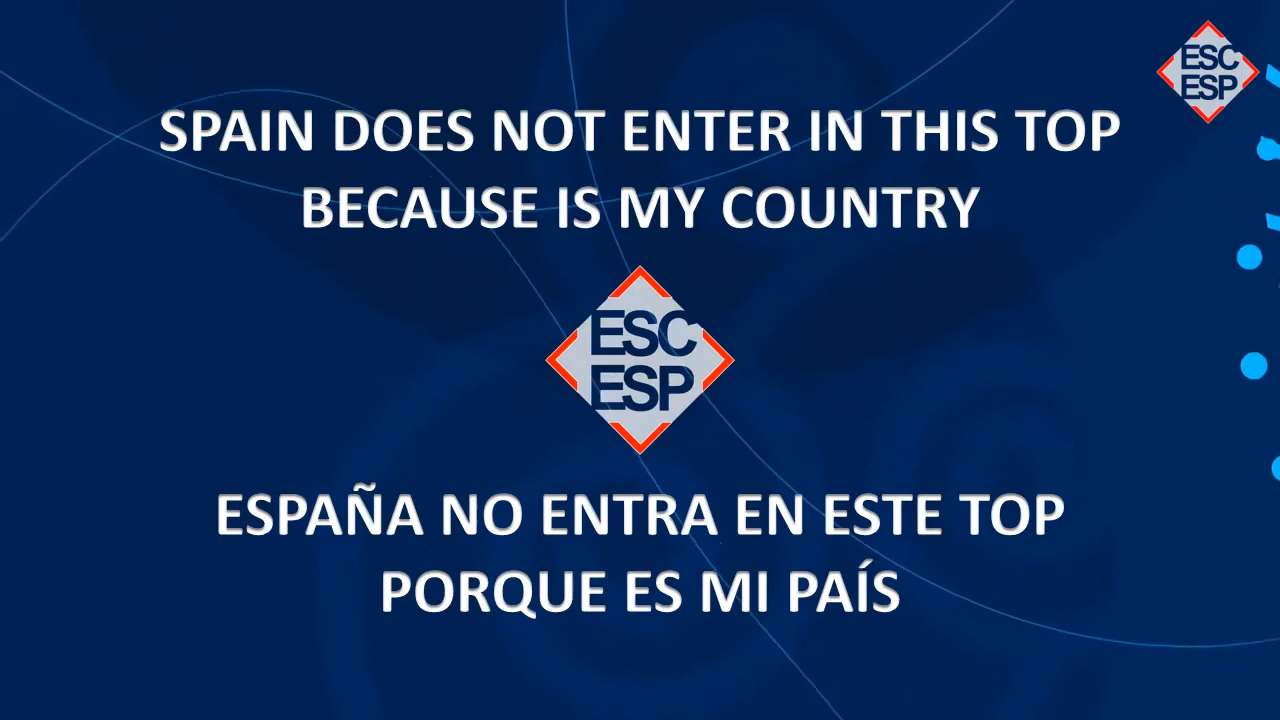 ESC
ESP
SPAIN DOES NOT ENTER IN THIS TOP
BECAUSE IS MY COUNTRY
ESC
ESP
ESPAÑA NO ENTRA EN ESTE TOP
PORQUE ES MI PAÍS